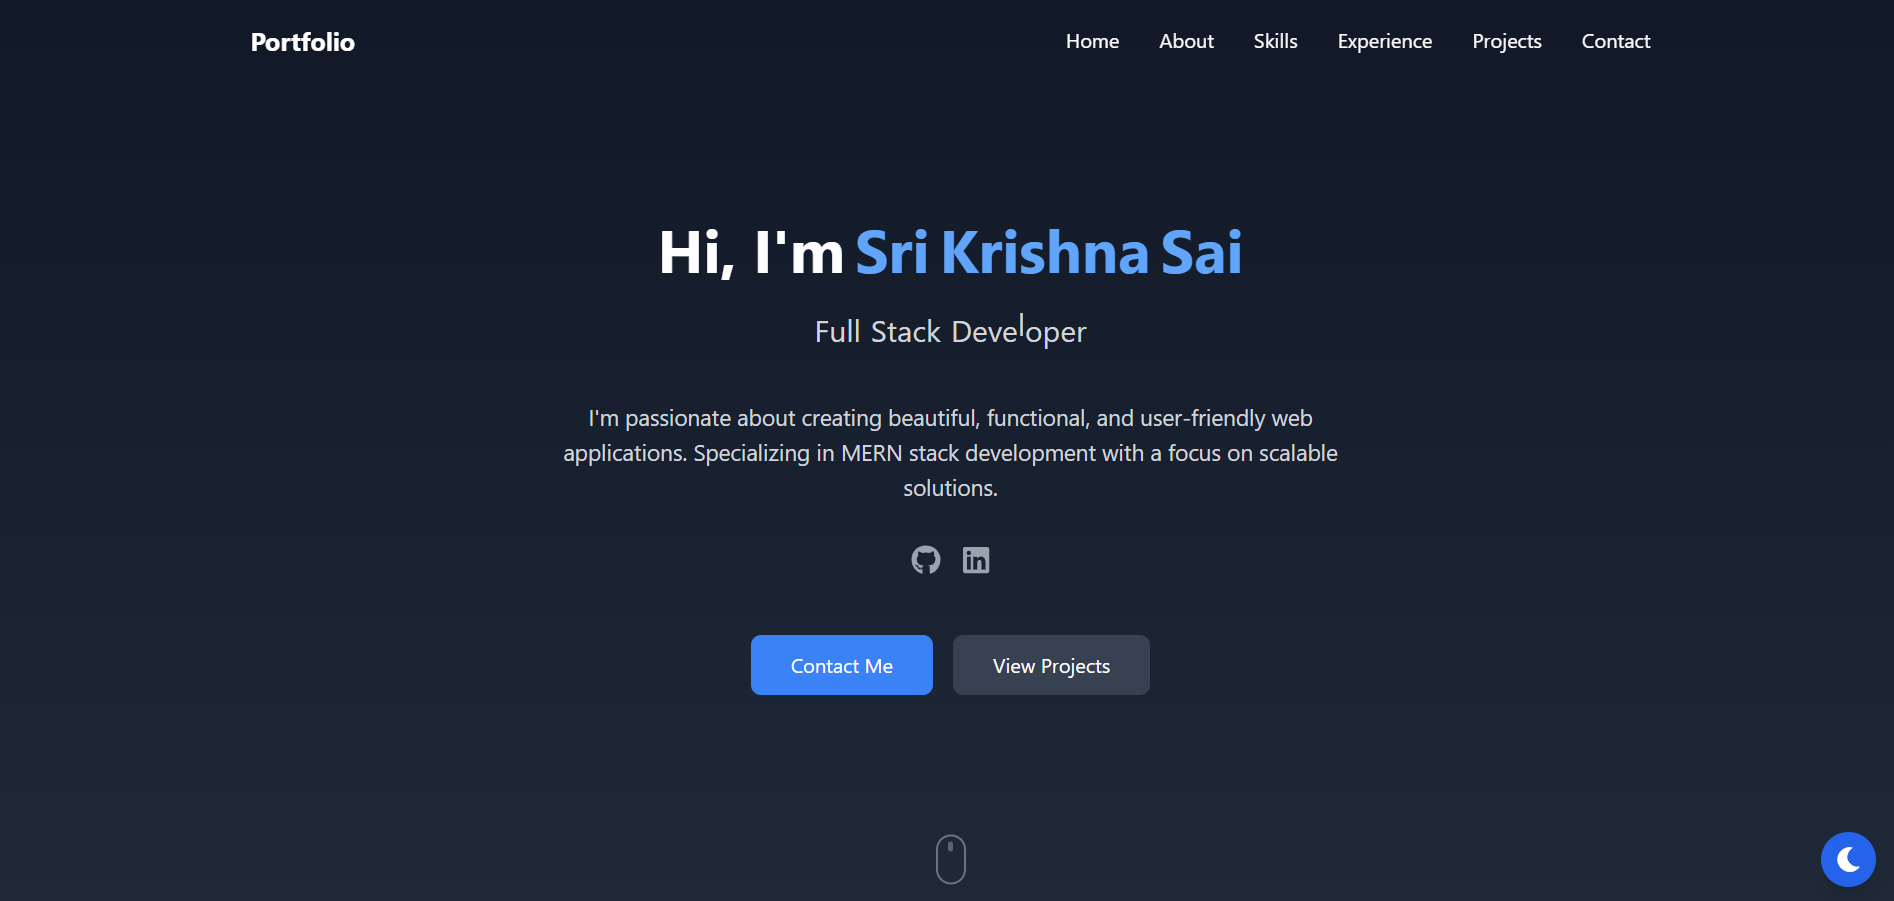 Portfolio
Home About Skills Experience Projects Contact
Hi, I'm Sri Krishna Sai
Full Stack Developer
I'm passionate about creating beautiful, functional, and user-friendly web
applications. Specializing in MERN stack development with a focus on scalable
solutions.
in
Contact Me
View Projects